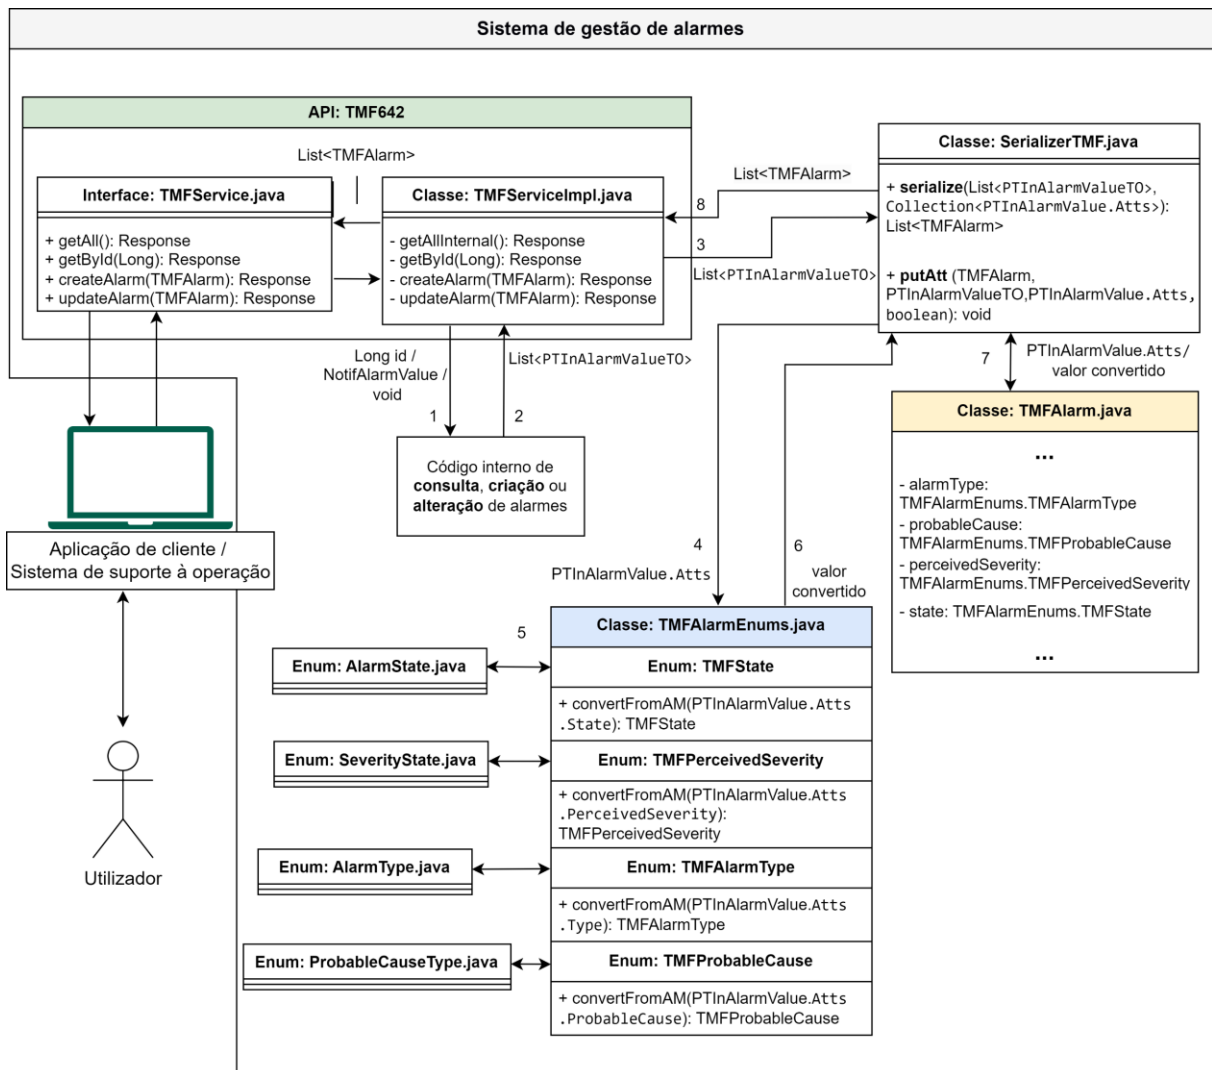 Sistema de gestão de alarmes
API: TMF642
List<TMFAlarm>
Interface: TMFService.java
+ getAll(): Response
+ getById(Long): Response
+ createAlarm(TMFAlarm): Response
+ updateAlarm(TMFAlarm): Response
Classe: TMFServiceImpl.java
- getAllInternal(): Response
- getById(Long): Response
- createAlarm(TMFAlarm): Response
- updateAlarm(TMFAlarm): Response
List<TMFAlarm>
8
3
List<PTInAlarmValueTO>
Classe: SerializerTMF.java
+ serialize(List<PTInAlarmValueTO>,
Collection<PTInAlarmValue.Atts>):
List<TMFAlarm>
+ putAtt (TMFAlarm,
PTInAlarmValueTO,PTInAlarmValue.Atts,
boolean): void
Long id /
NotifAlarmValue /
void
List<PTInAlarmValueTO>
1
2
7
PTInAlarmValue.Atts/
valor convertido
Código interno de
consulta, criação ou
alteração de alarmes
Classe: TMFAlarm.java
...
- alarmType:
TMFAlarmEnums.TMFAlarmType
- probableCause:
TMFAlarmEnums.TMFProbableCause
- perceivedSeverity:
TMFAlarmEnums.TMFPerceivedSeverity
- state: TMFAlarmEnums.TMFState
...
Aplicação de cliente /
Sistema de suporte à operação
4
PTInAlarmValue.Atts
6
valor
convertido
Classe: TMFAlarmEnums.java
5
Enum: AlarmState.java
Enum: TMFState
+ convertFromAM(PTInAlarmValue.Atts
.State): TMFState
Enum: SeverityState.java
Enum: TMFPerceivedSeverity
+ convertFromAM(PTInAlarmValue.Atts
.PerceivedSeverity):
TMFPerceivedSeverity
Enum: AlarmType.java
Enum: TMFAlarmType
+ convertFromAM(PTInAlarmValue.Atts
.Type): TMFAlarmType
Enum: ProbableCauseType.java
Enum: TMFProbableCause
+ convertFromAM(PTInAlarmValue.Atts
.ProbableCause): TMFProbableCause
Utilizador